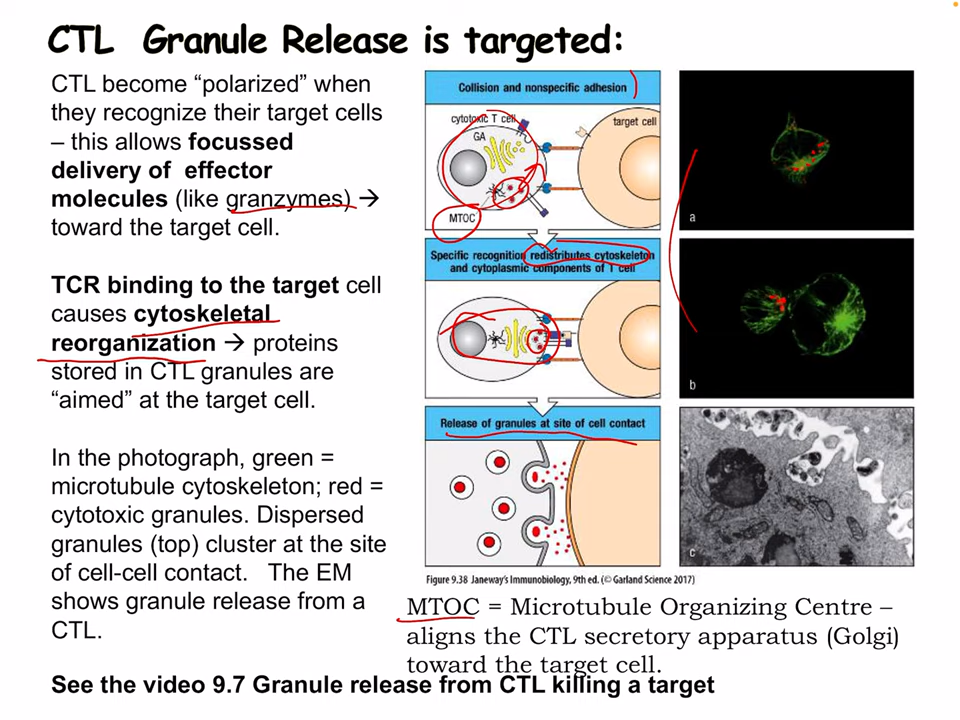 CTL Granule Release is targeted:
CTL become “polarized” when
they recognize their target cells
– this allows focussed
delivery of effector
molecules (like granzymes) →
toward the target cell.
TCR binding to the target cell
causes cytoskeletal
reorganization → proteins
stored in CTL granules are
“aimed” at the target cell.
In the photograph, green =
microtubule cytoskeleton; red =
cytotoxic granules. Dispersed
granules (top) cluster at the site
of cell-cell contact. The EM
shows granule release from a
CTL.
Collision and nonspecific adhesion
cytotoxic T cell
target cell
GA
MTOC
Specific recognition redistributes cytoskeleton
and cytoplasmic components of T cell
Release of granules at site of cell contact
a
b
c
Figure 9.38 Janeway’s Immunobiology, 9th ed. (© Garland Science 2017)
MTOC = Microtubule Organizing Centre –
aligns the CTL secretory apparatus (Golgi)
toward the target cell.
See the video 9.7 Granule release from CTL killing a target